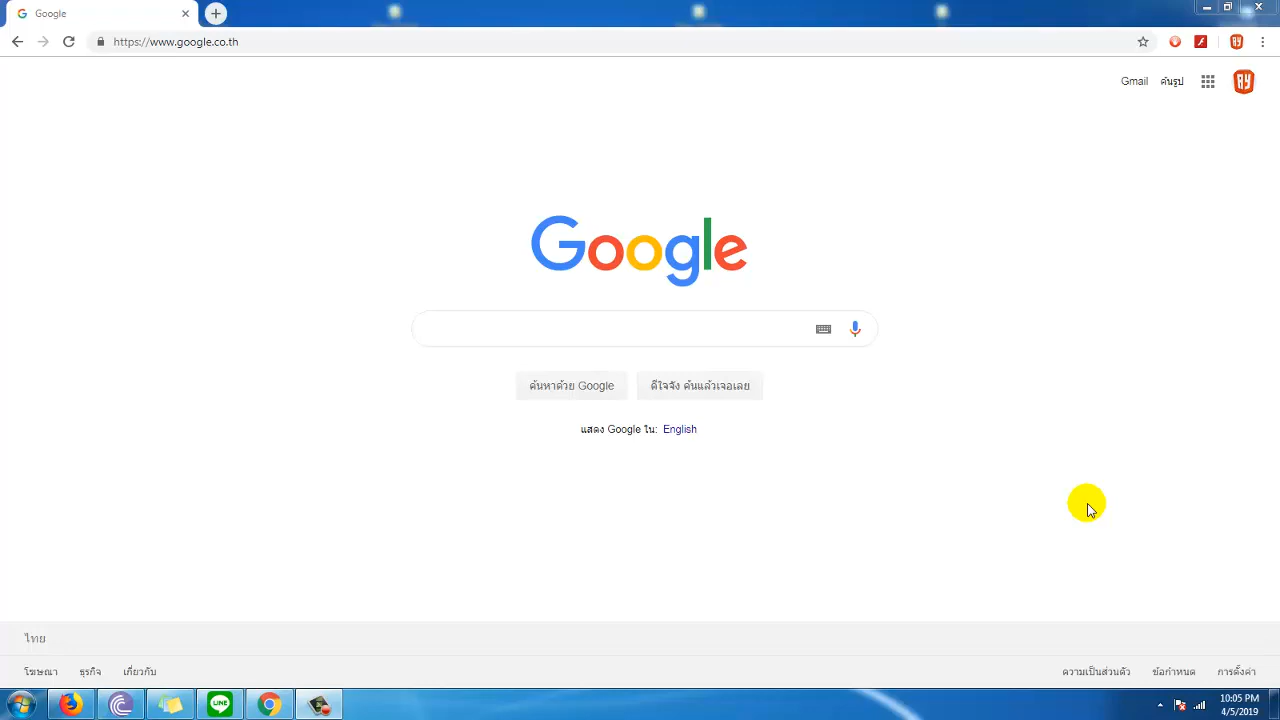 Google
https://www.google.co.th
Gmail ค้นรูป
Google
ค้นหาด้วย Google ดีใจจัง ค้นแล้วเจอเลย
แสดง Google ใน: English
ไทย
โฆษณา ธุรกิจ เกี่ยวกับ ความเป็นส่วนตัว ข้อกำหนด การตั้งค่า
LINE
10:05 PM
4/5/2019